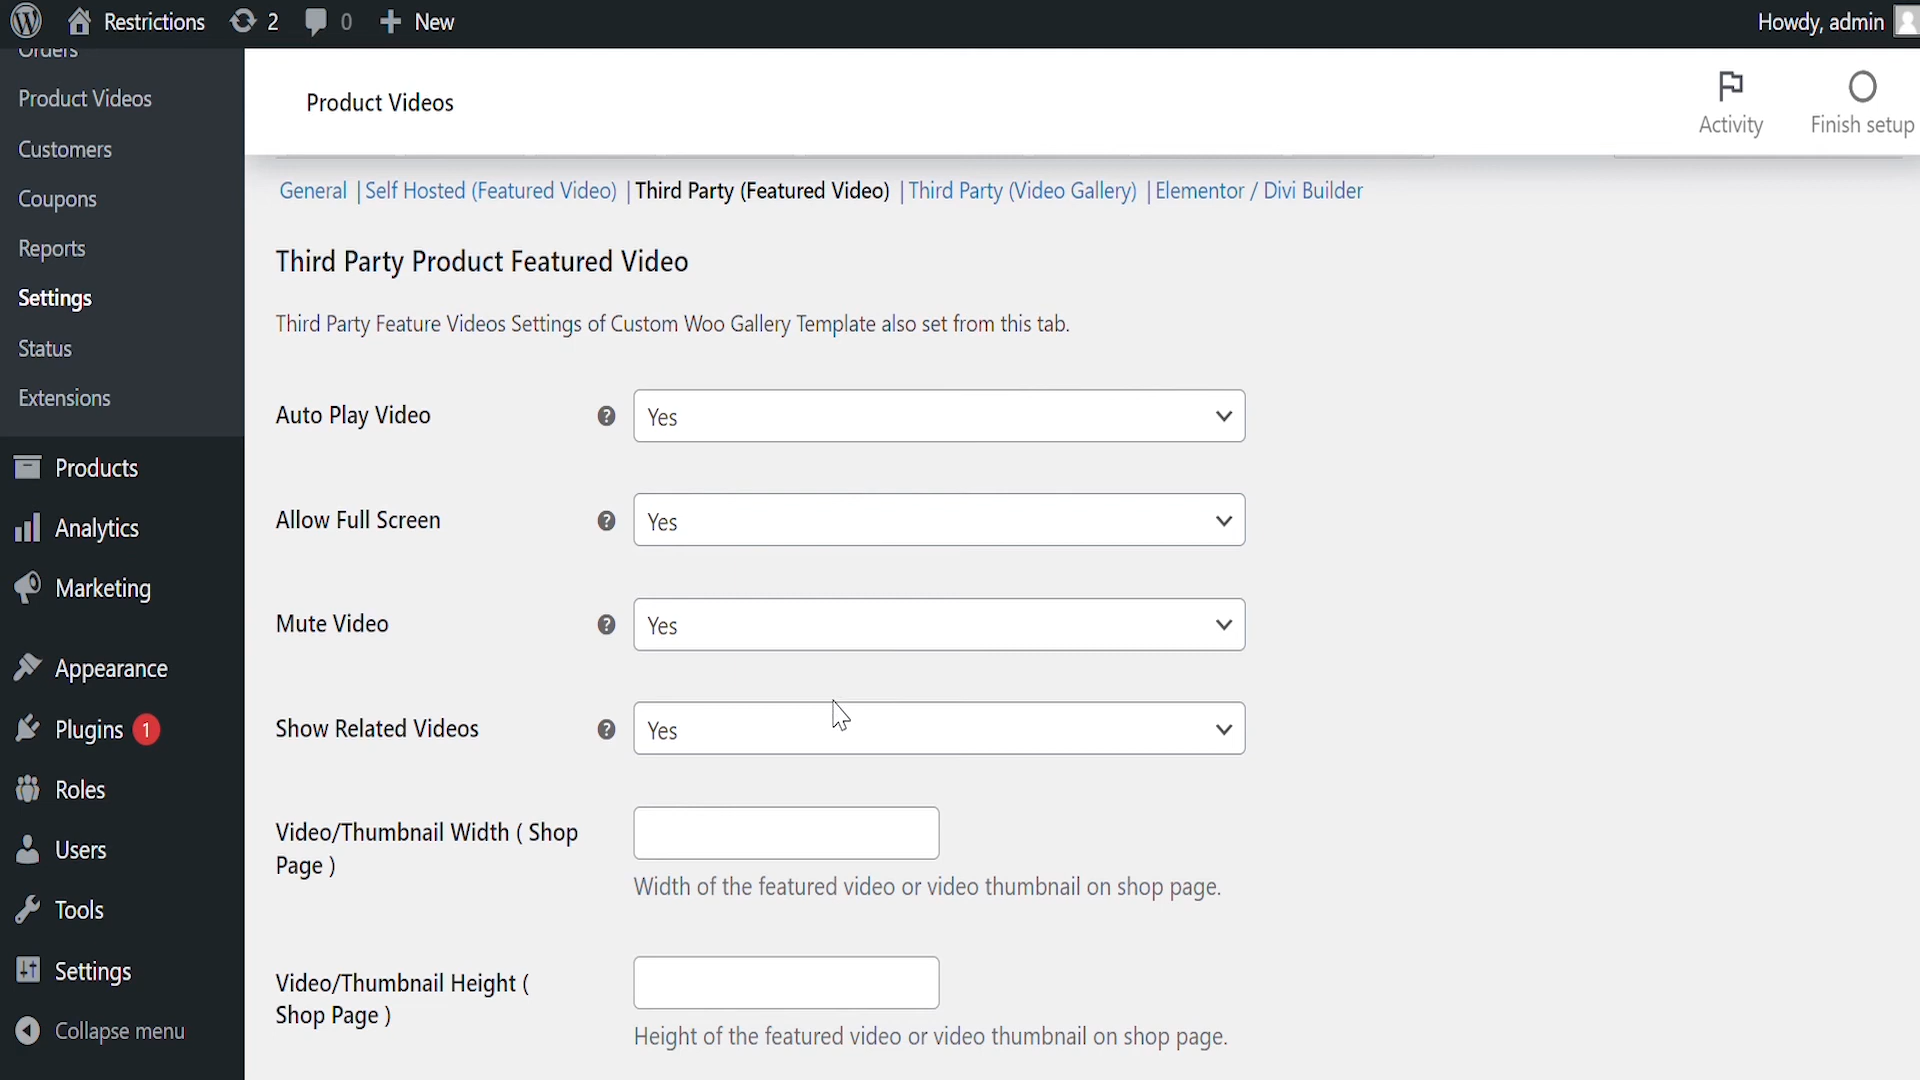 Restrictions 2 0 New Howdy, admin
Orders
Product Videos
Customers
Coupons
Reports
Settings
Status
Extensions
Products
Analytics
Marketing
Appearance
Plugins 1
Roles
Users
Tools
Settings
Collapse menu
Product Videos
Activity
Finish setup
General | Self Hosted (Featured Video) | Third Party (Featured Video) | Third Party (Video Gallery) | Elementor / Divi Builder
Third Party Product Featured Video
Third Party Feature Videos Settings of Custom Woo Gallery Template also set from this tab.
Auto Play Video ? Yes
Allow Full Screen ? Yes
Mute Video ? Yes
Show Related Videos ? Yes
Video/Thumbnail Width ( Shop
Page )
Width of the featured video or video thumbnail on shop page.
Video/Thumbnail Height (
Shop Page )
Height of the featured video or video thumbnail on shop page.